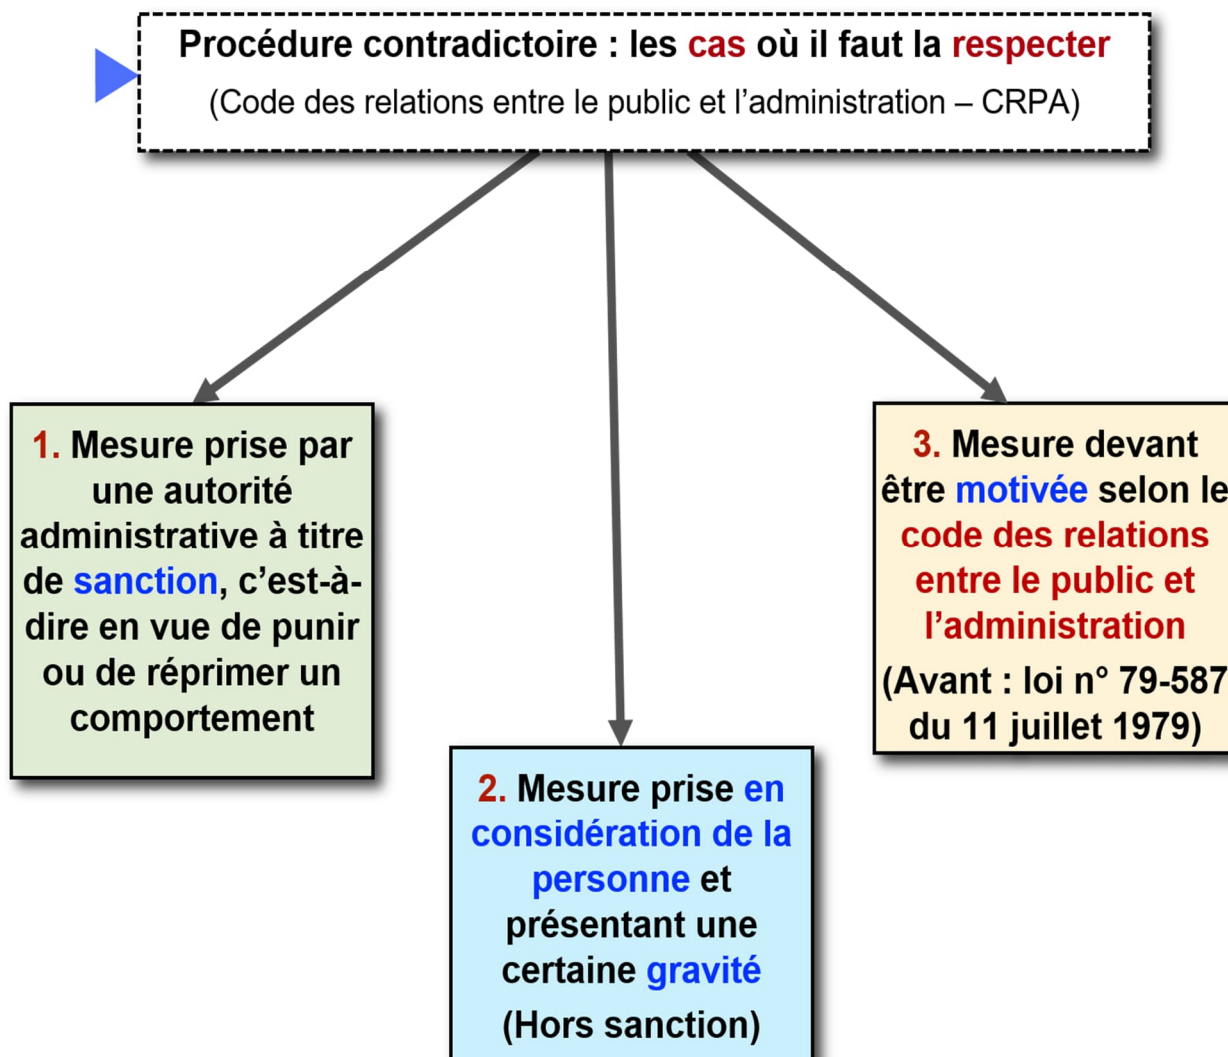 Procédure contradictoire : les cas où il faut la respecter
(Code des relations entre le public et l’administration – CRPA)
1. Mesure prise par
une autorité
administrative à titre
de sanction, c’est-à-
dire en vue de punir
ou de réprimer un
comportement
2. Mesure prise en
considération de la
personne et
présentant une
certaine gravité
(Hors sanction)
3. Mesure devant
être motivée selon le
code des relations
entre le public et
l’administration
(Avant : loi n° 79-587
du 11 juillet 1979)